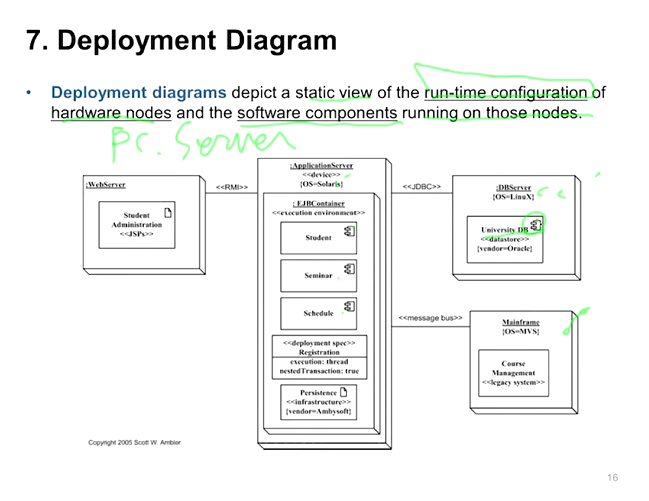 7. Deployment Diagram
• Deployment diagrams depict a static view of the run-time configuration of
hardware nodes and the software components running on those nodes.
PC. Server
:WebServer
Student
Administration
<<JSPs>>
<<RMI>>
:ApplicationServer
<<device>>
{OS=Solaris}
: EJBContainer
<<execution environment>>
Student
Seminar
Schedule
<<deployment spec>>
Registration
execution: thread
nestedTransaction: true
Persistence
<<infrastructure>>
{vendor=Ambysoft}
<<JDBC>>
:DBServer
{OS=LinuX}
University DB
<<datastore>>
{vendor=Oracle}
<<message bus>>
Mainframe
{OS=MVS}
Course
Management
<<legacy system>>
Copyright 2005 Scott W. Ambler
16